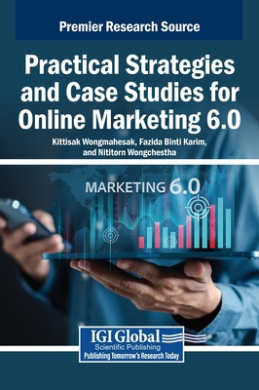 Premier Research Source
Practical Strategies
and Case Studies for
Online Marketing 6.0
Kittisak Wongmahesak, Fazida Binti Karim,
and Nititorn Wongchestha
MARKETING 6.0
IGI Global
Scientific Publishing
Publishing Tomorrow's Research Today